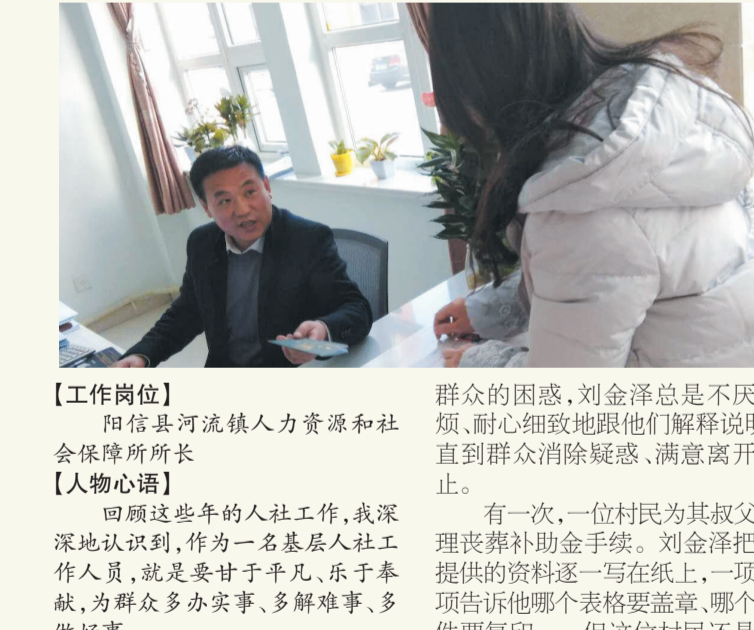 【工作岗位】
阳信县河流镇人力资源和社
会保障所所长
【人物心语】
回顾这些年的人社工作,我深
深地认识到,作为一名基层人社工
作人员,就是要甘于平凡、乐于奉
献,为群众多办实事、多解难事、多
群众的困惑,刘金泽总是不厌
烦、耐心细致地跟他们解释说明
直到群众消除疑惑、满意离开
止。
有一次,一位村民为其叔父
理丧葬补助金手续。刘金泽把
提供的资料逐一写在纸上,一项
项告诉他哪个表格要盖章、哪个